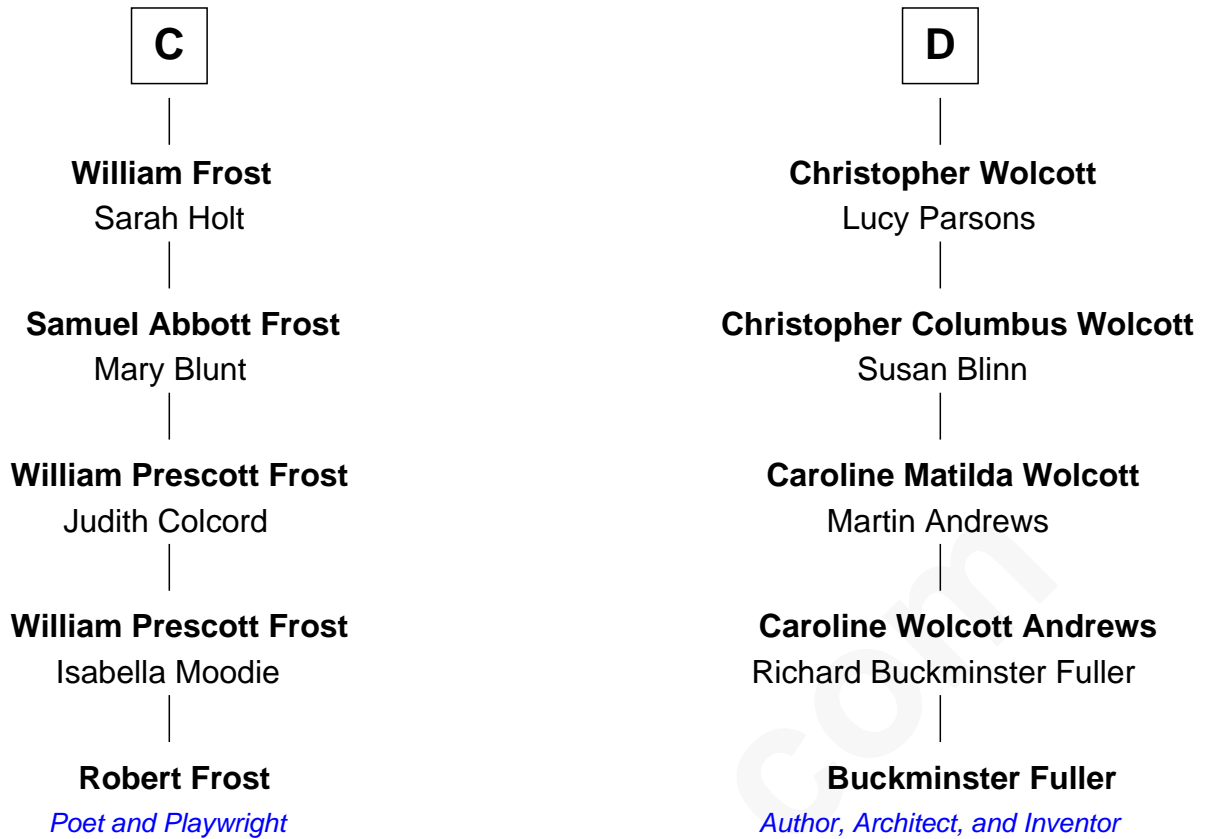 C
William Frost
Sarah Holt
Samuel Abbott Frost
Mary Blunt
William Prescott Frost
Judith Colcord
William Prescott Frost
Isabella Moodie
Robert Frost
Poet and Playwright
D
Christopher Wolcott
Lucy Parsons
Christopher Columbus Wolcott
Susan Blinn
Caroline Matilda Wolcott
Martin Andrews
Caroline Wolcott Andrews
Richard Buckminster Fuller
Buckminster Fuller
Author, Architect, and Inventor
com